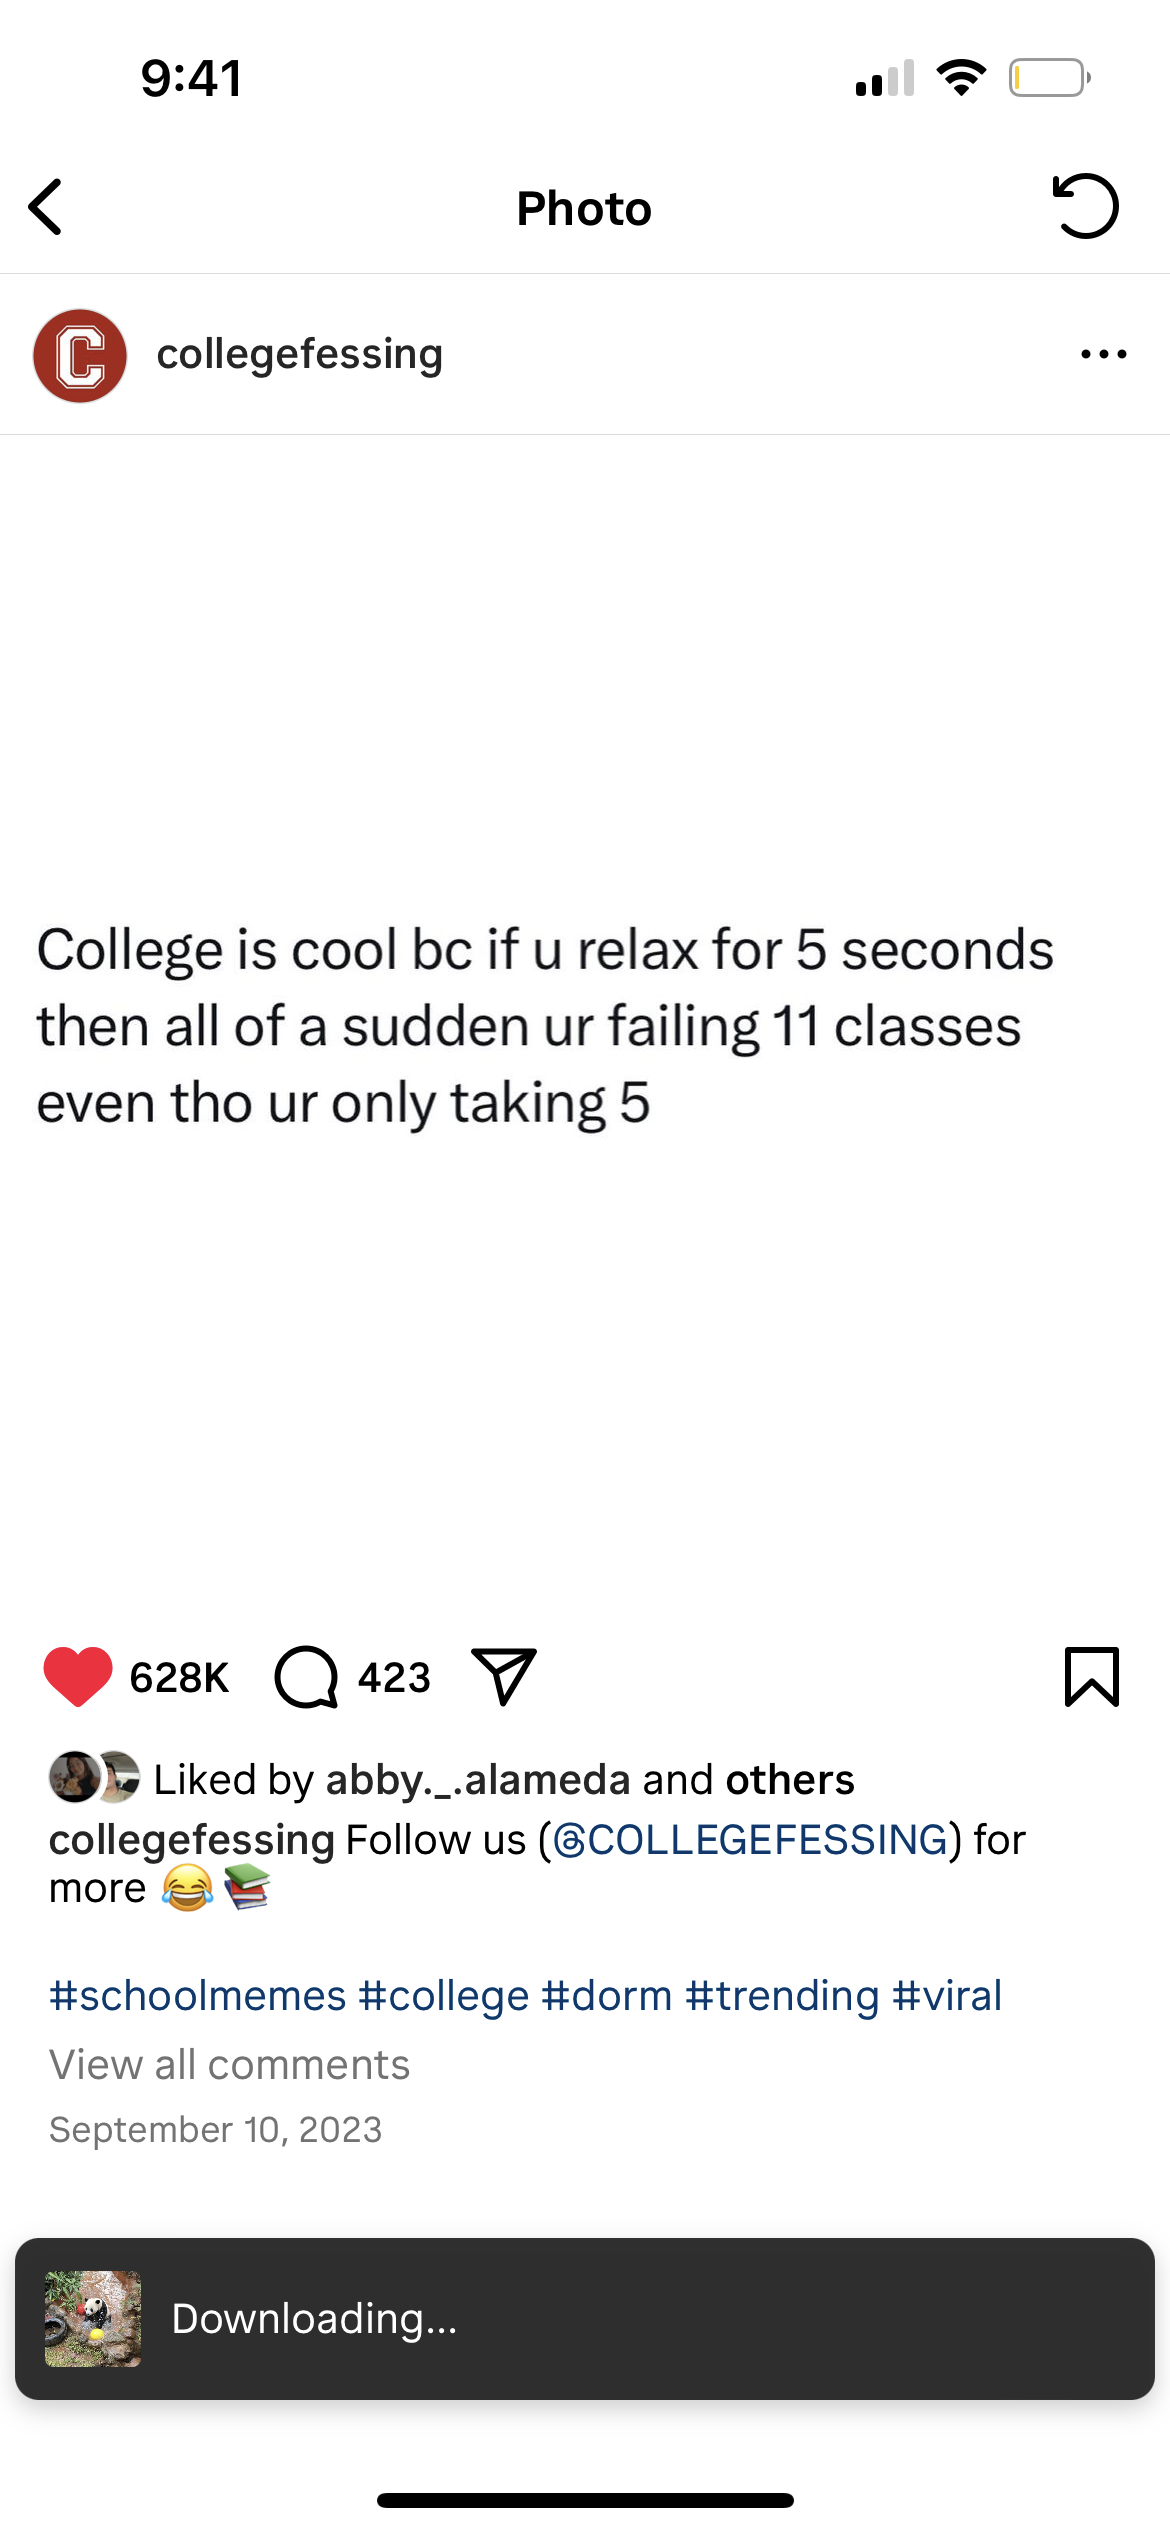 9:41
Photo
C
collegefessing
College is cool bc if u relax for 5 seconds
then all of a sudden ur failing 11 classes
even tho ur only taking 5
628K 423
Liked by abby._.alameda and others
collegefessing Follow us (@COLLEGEFESSING) for
more 😂📚
#schoolmemes #college #dorm #trending #viral
View all comments
September 10, 2023
Downloading...